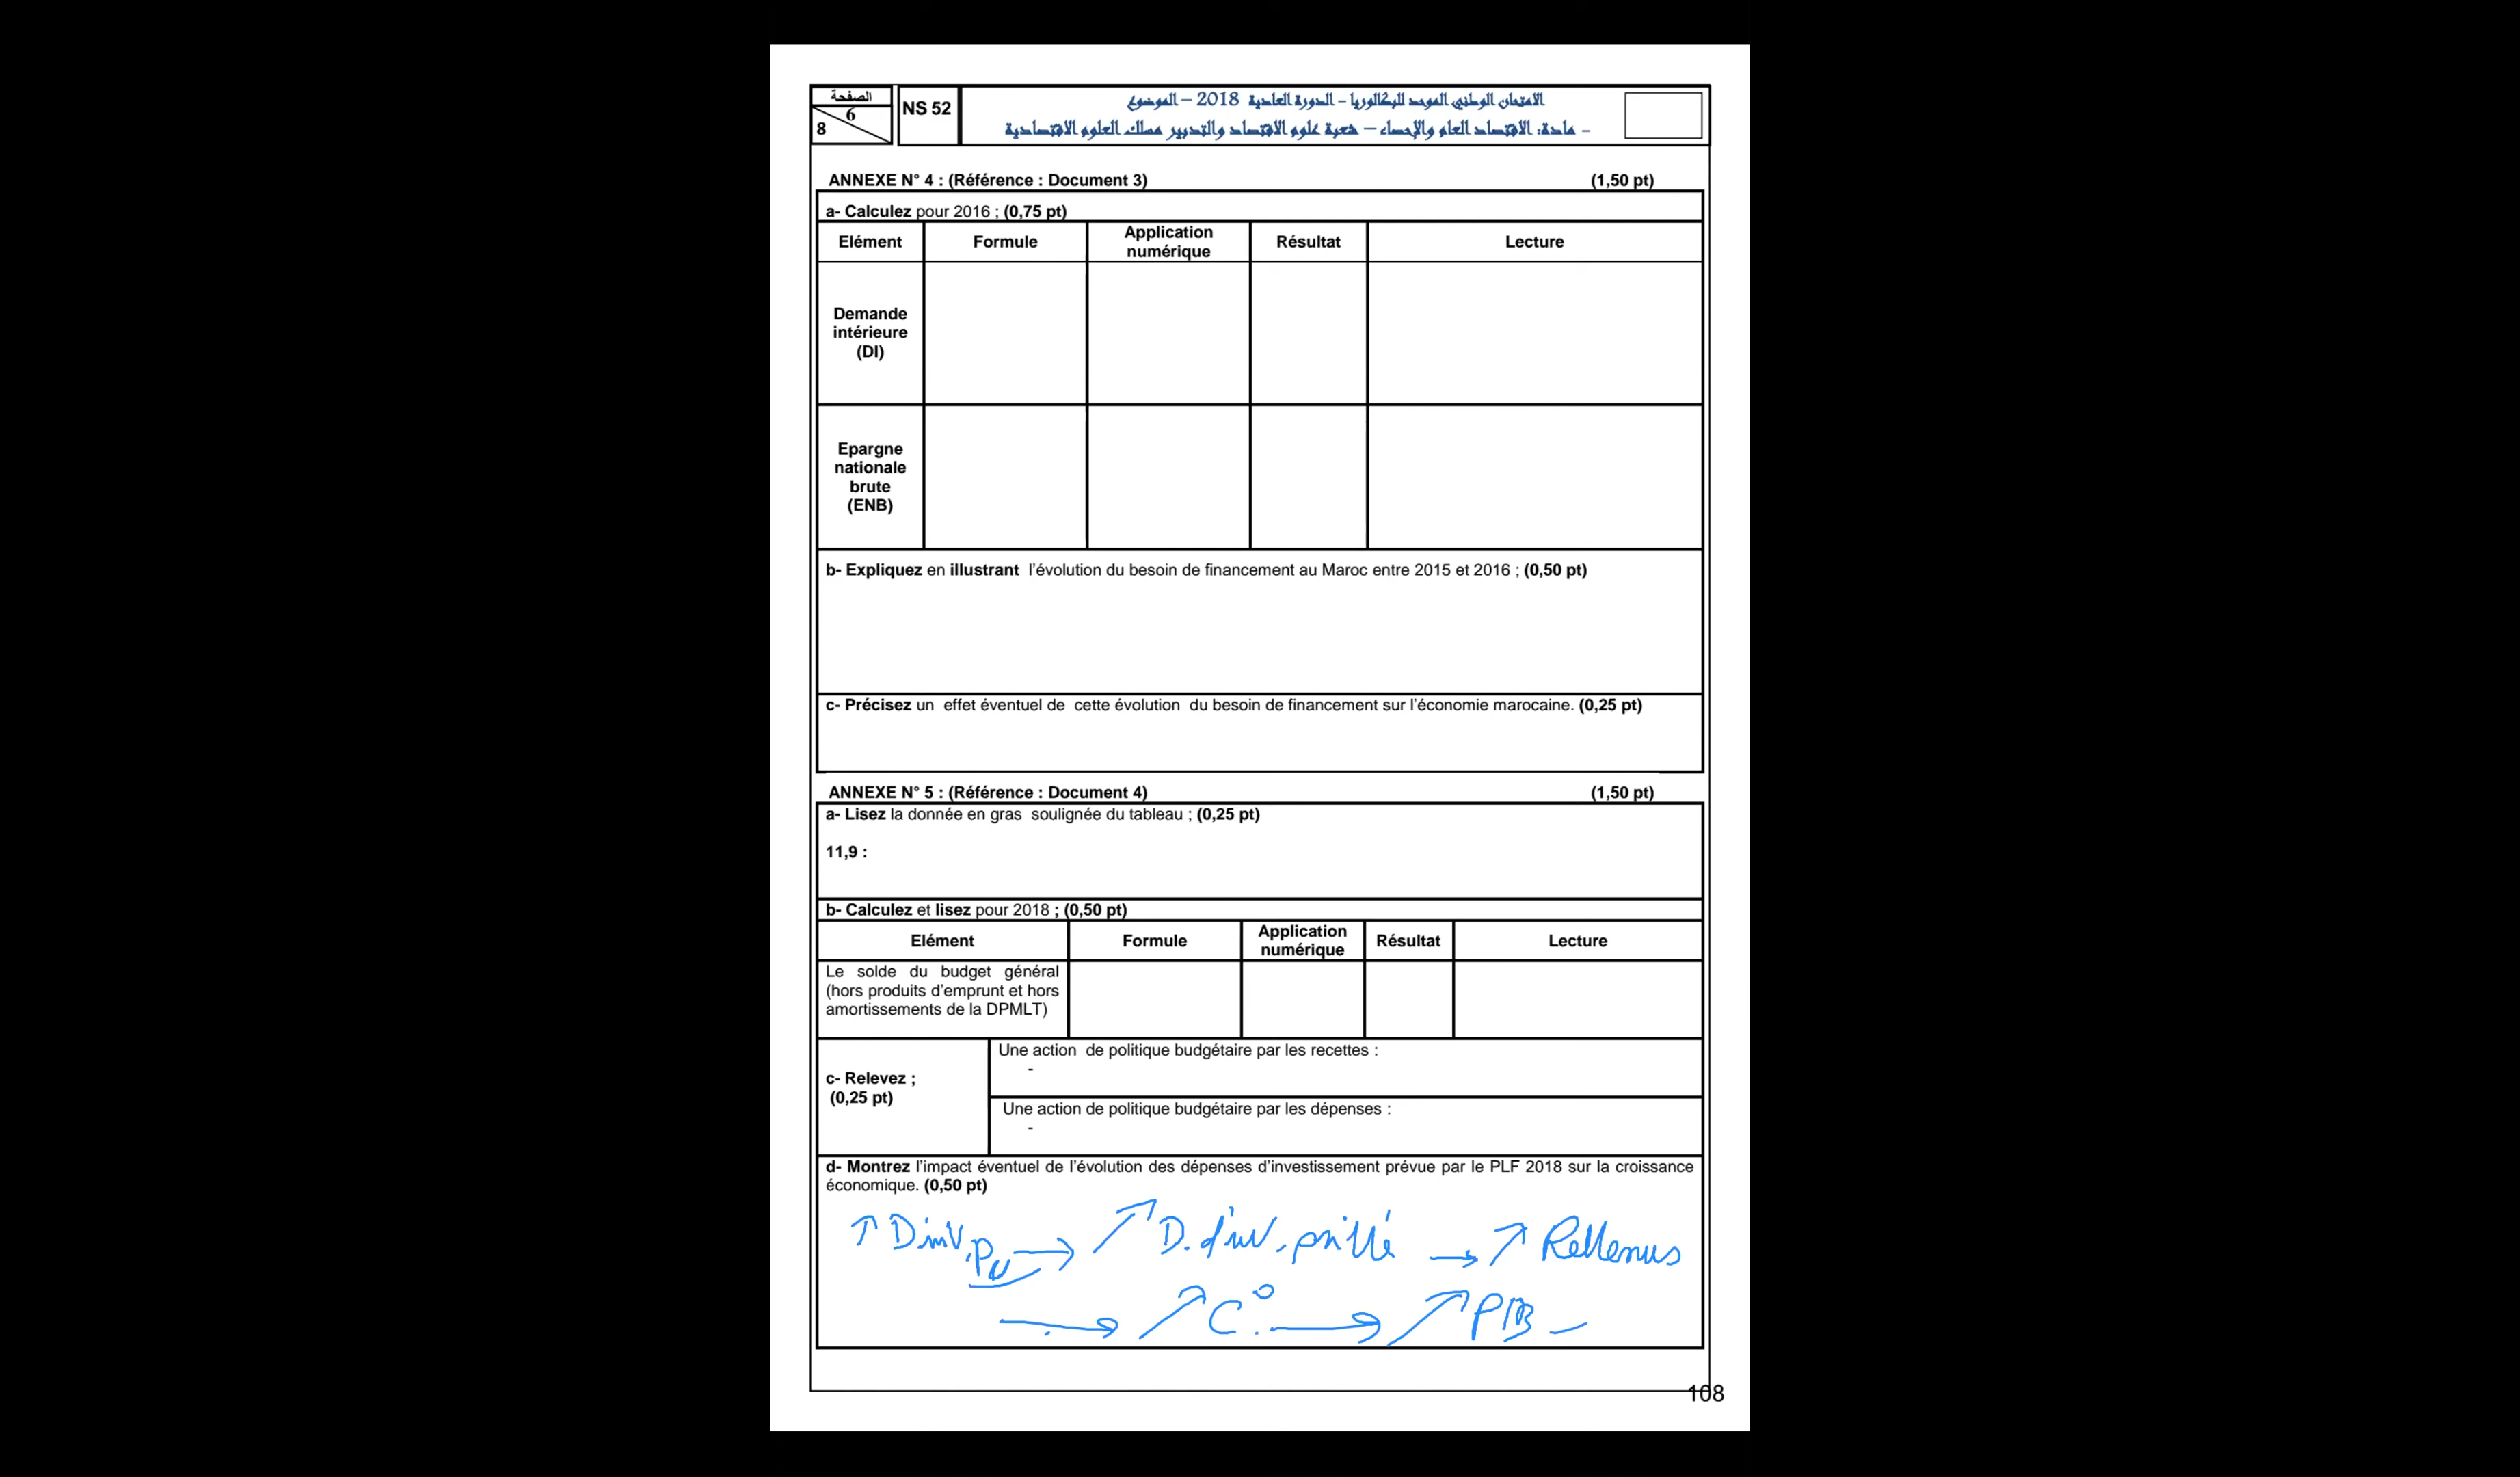 الصفحة
6
8
NS 52
الامتحان الوطني الموحد للبكالوريا - الدورة العادية 2018 – الموضوع
- مادة: الاقتصاد العام والإحصاء – شعبة علوم الاقتصاد والتدبير مسلك العلوم الاقتصادية
ANNEXE N° 4 : (Référence : Document 3) (1,50 pt)
a- Calculez pour 2016 ; (0,75 pt)
Elément Formule Application numérique Résultat Lecture
Demande
intérieure
(DI)
Epargne
nationale
brute
(ENB)
b- Expliquez en illustrant l'évolution du besoin de financement au Maroc entre 2015 et 2016 ; (0,50 pt)
c- Précisez un effet éventuel de cette évolution du besoin de financement sur l'économie marocaine. (0,25 pt)
ANNEXE N° 5 : (Référence : Document 4) (1,50 pt)
a- Lisez la donnée en gras soulignée du tableau ; (0,25 pt)
11,9 :
b- Calculez et lisez pour 2018 ; (0,50 pt)
Elément Formule Application numérique Résultat Lecture
Le solde du budget général
(hors produits d'emprunt et hors
amortissements de la DPMLT)
c- Relevez ;
(0,25 pt)
Une action de politique budgétaire par les recettes :
-
Une action de politique budgétaire par les dépenses :
-
d- Montrez l'impact éventuel de l'évolution des dépenses d'investissement prévue par le PLF 2018 sur la croissance
économique. (0,50 pt)
↑ D inv. Pu → ↗ D. d'inv. → ↗
→ ↗ C° → ↗ PIB
108